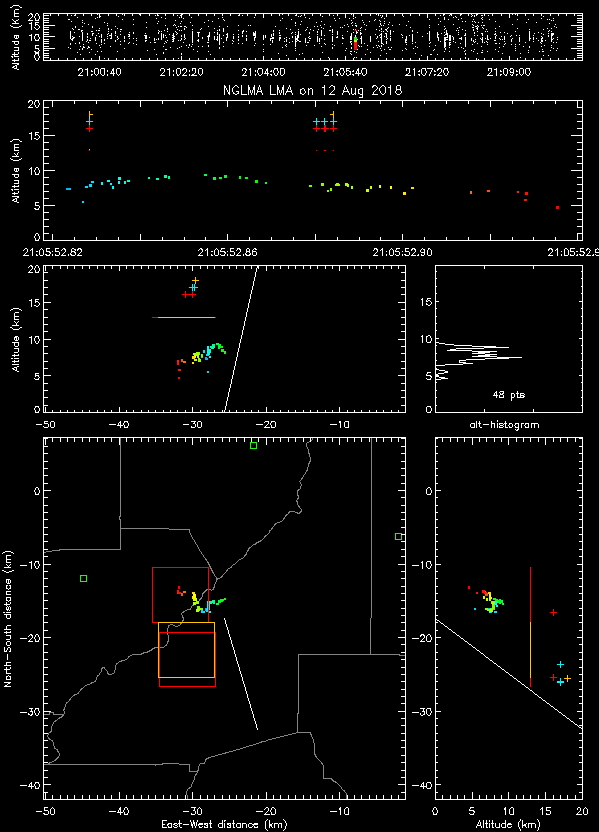 Altitude (km)
20
15
10
5
0
21:00:40 21:02:20 21:04:00 21:05:40 21:07:20 21:09:00
NGLMA LMA on 12 Aug 2018
Altitude (km)
20
15
10
5
0
21:05:52.82 21:05:52.86 21:05:52.90 21:05:52.9
Altitude (km)
20
15
10
5
0
-50 -40 -30 -20 -10
15
10
5
0
48 pts
alt-histogram
North-South distance (km)
0
-10
-20
-30
-40
-50 -40 -30 -20 -10
East-West distance (km)
0
-10
-20
-30
-40
0 5 10 15 20
Altitude (km)